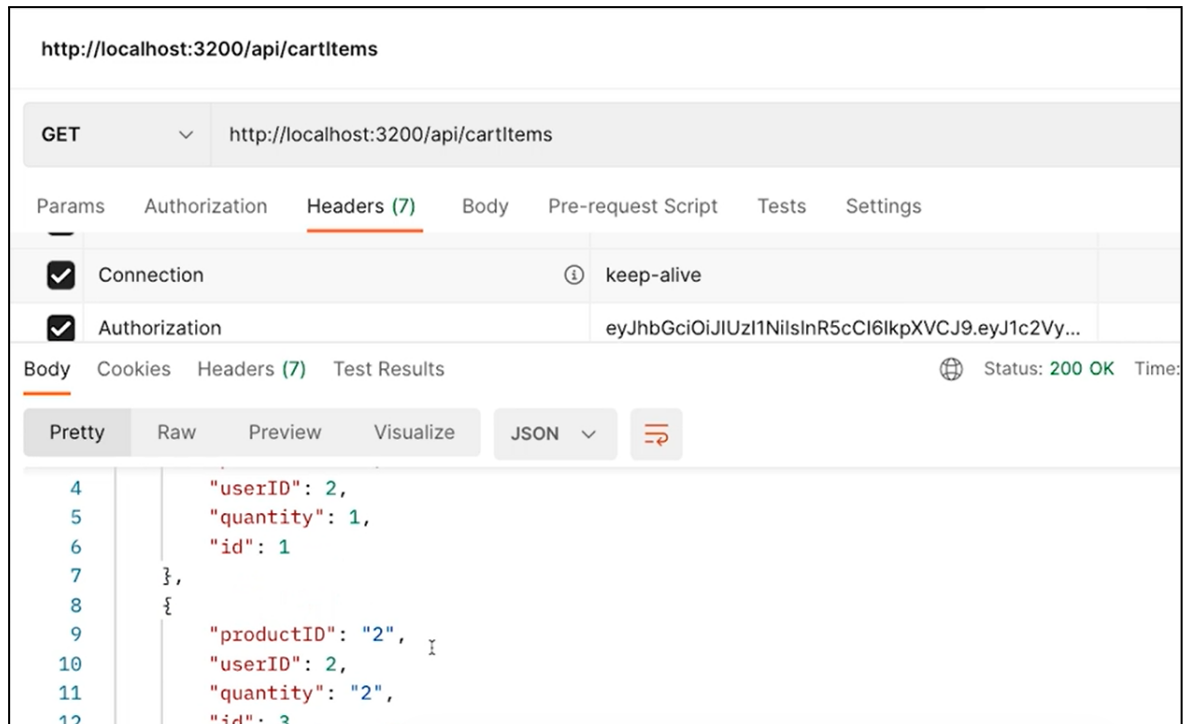 http://localhost:3200/api/cartItems
GET http://localhost:3200/api/cartItems
Params Authorization Headers (7) Body Pre-request Script Tests Settings
Connection keep-alive
Authorization eyJhbGciOiJIUzI1NiIsInR5cCI6IkpXVCJ9.eyJ1c2Vy...
Body Cookies Headers (7) Test Results Status: 200 OK Time:
Pretty Raw Preview Visualize JSON
4 "userID": 2,
5 "quantity": 1,
6 "id": 1
7 },
8 {
9 "productID": "2",
10 "userID": 2,
11 "quantity": "2",
12 "id": 3